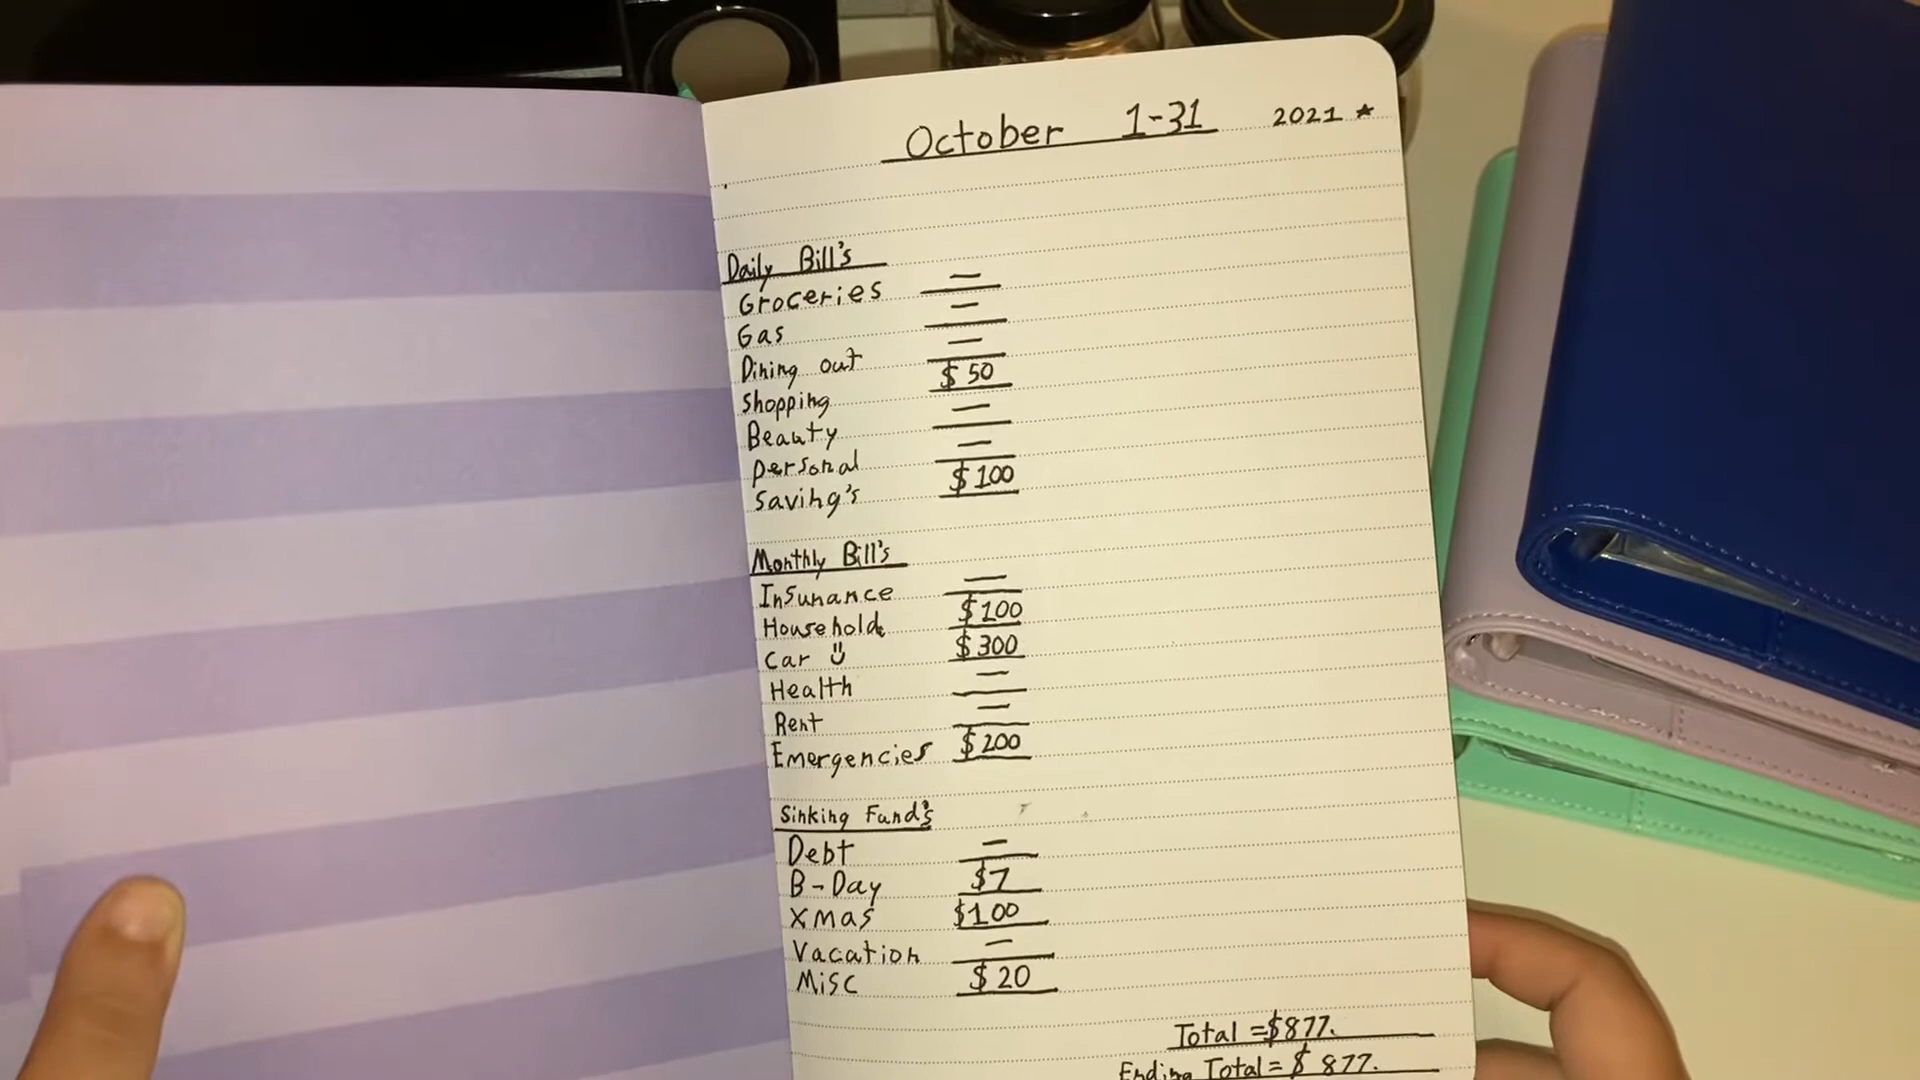 October 1-31 2021 ★
Daily Bill's
Groceries —
Gas —
Dining out —
Shopping $50
Beauty —
personal —
Saving's $100
Monthly Bill's
Insunance —
Household $100
Car $300
Health —
Rent —
Emergencies $200
Sinking Fund's
Debt —
B-Day $7
Xmas $100
Vacation —
Misc $20
Total = $877.
Ending Total = $877.